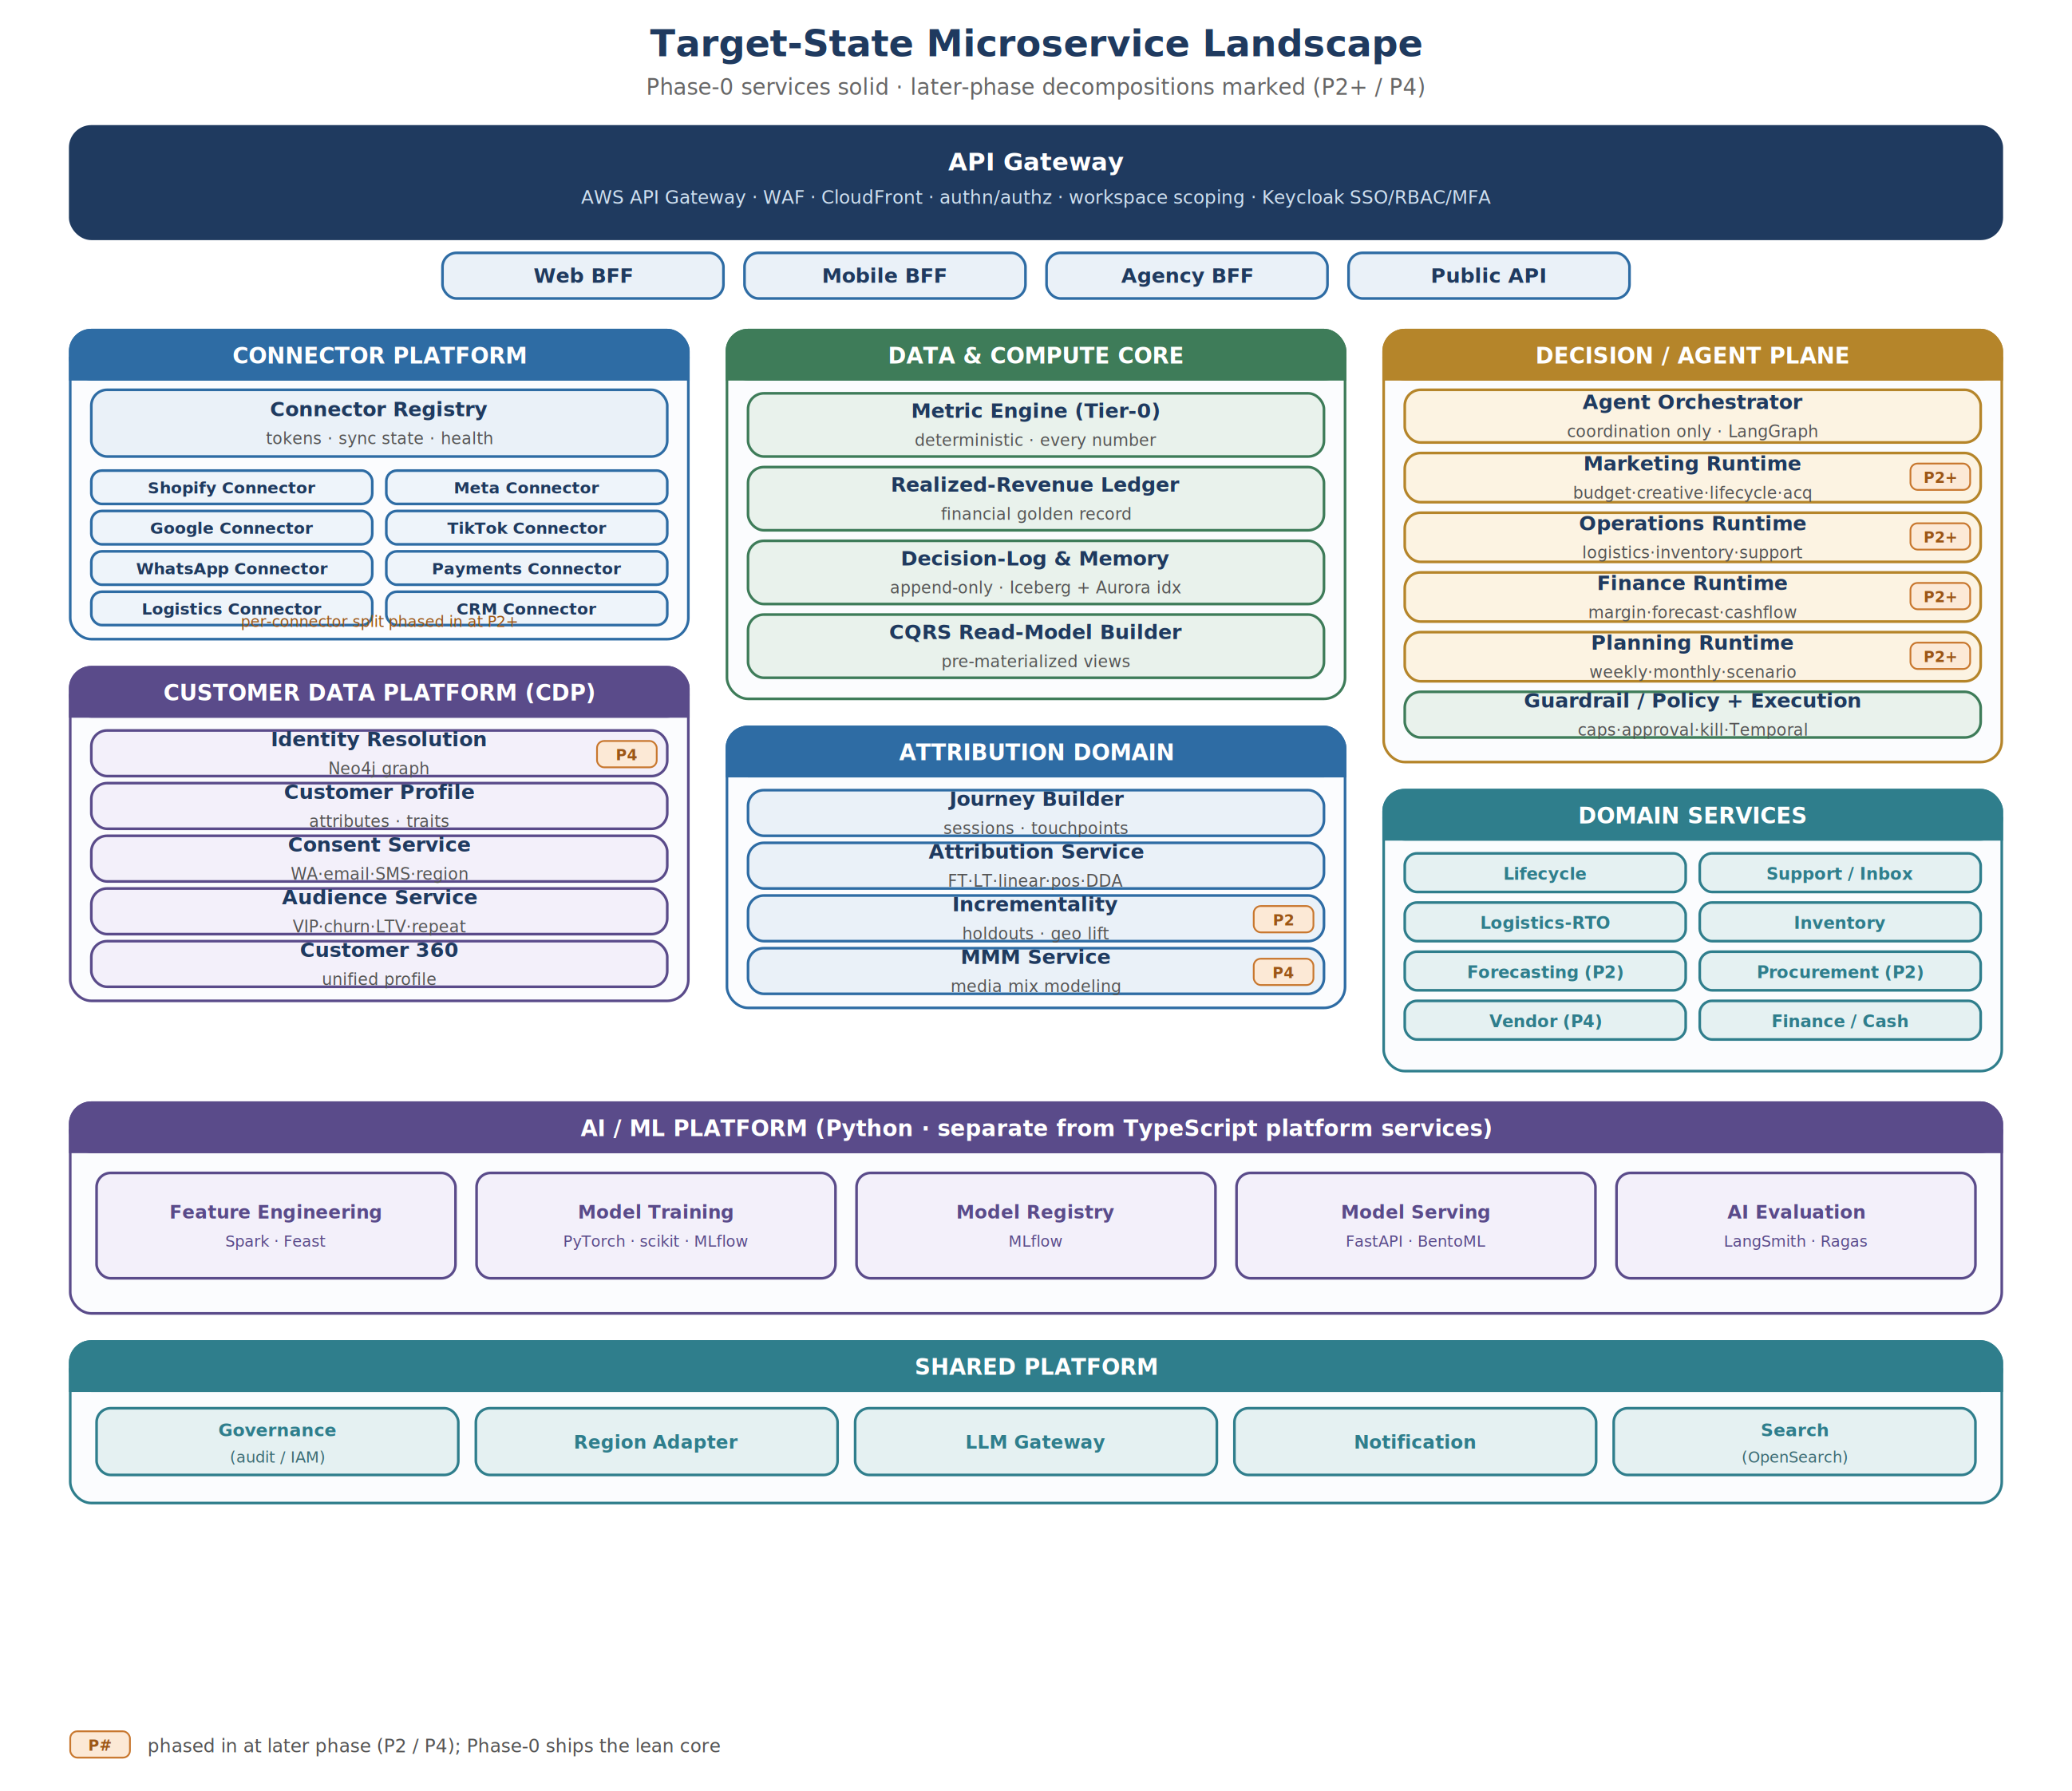 Target-State Microservice Landscape
Phase-0 services solid · later-phase decompositions marked (P2+ / P4)
API Gateway
AWS API Gateway · WAF · CloudFront · authn/authz · workspace scoping · Keycloak SSO/RBAC/MFA
Web BFF
Mobile BFF
Agency BFF
Public API
CONNECTOR PLATFORM
Connector Registry
tokens · sync state · health
Shopify Connector
Meta Connector
Google Connector
TikTok Connector
WhatsApp Connector
Payments Connector
Logistics Connector
CRM Connector
per-connector split phased in at P2+
CUSTOMER DATA PLATFORM (CDP)
Identity Resolution
Neo4j graph
P4
Customer Profile
attributes · traits
Consent Service
WA·email·SMS·region
Audience Service
VIP·churn·LTV·repeat
Customer 360
unified profile
DATA & COMPUTE CORE
Metric Engine (Tier-0)
deterministic · every number
Realized-Revenue Ledger
financial golden record
Decision-Log & Memory
append-only · Iceberg + Aurora idx
CQRS Read-Model Builder
pre-materialized views
ATTRIBUTION DOMAIN
Journey Builder
sessions · touchpoints
Attribution Service
FT·LT·linear·pos·DDA
Incrementality
holdouts · geo lift
P2
MMM Service
media mix modeling
P4
DECISION / AGENT PLANE
Agent Orchestrator
coordination only · LangGraph
Marketing Runtime
budget·creative·lifecycle·acq
P2+
Operations Runtime
logistics·inventory·support
P2+
Finance Runtime
margin·forecast·cashflow
P2+
Planning Runtime
weekly·monthly·scenario
P2+
Guardrail / Policy + Execution
caps·approval·kill·Temporal
DOMAIN SERVICES
Lifecycle
Support / Inbox
Logistics-RTO
Inventory
Forecasting (P2)
Procurement (P2)
Vendor (P4)
Finance / Cash
AI / ML PLATFORM (Python · separate from TypeScript platform services)
Feature Engineering
Spark · Feast
Model Training
PyTorch · scikit · MLflow
Model Registry
MLflow
Model Serving
FastAPI · BentoML
AI Evaluation
LangSmith · Ragas
SHARED PLATFORM
Governance
(audit / IAM)
Region Adapter
LLM Gateway
Notification
Search
(OpenSearch)
P#
phased in at later phase (P2 / P4); Phase-0 ships the lean core